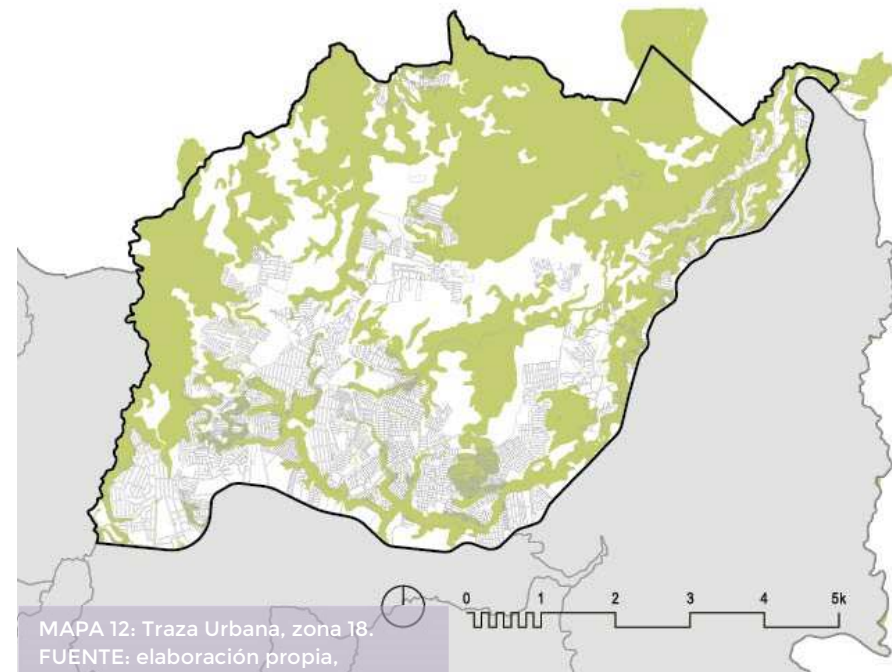 0 1 2 3 4 5k
MAPA 12: Traza Urbana, zona 18.
FUENTE: elaboración propia,